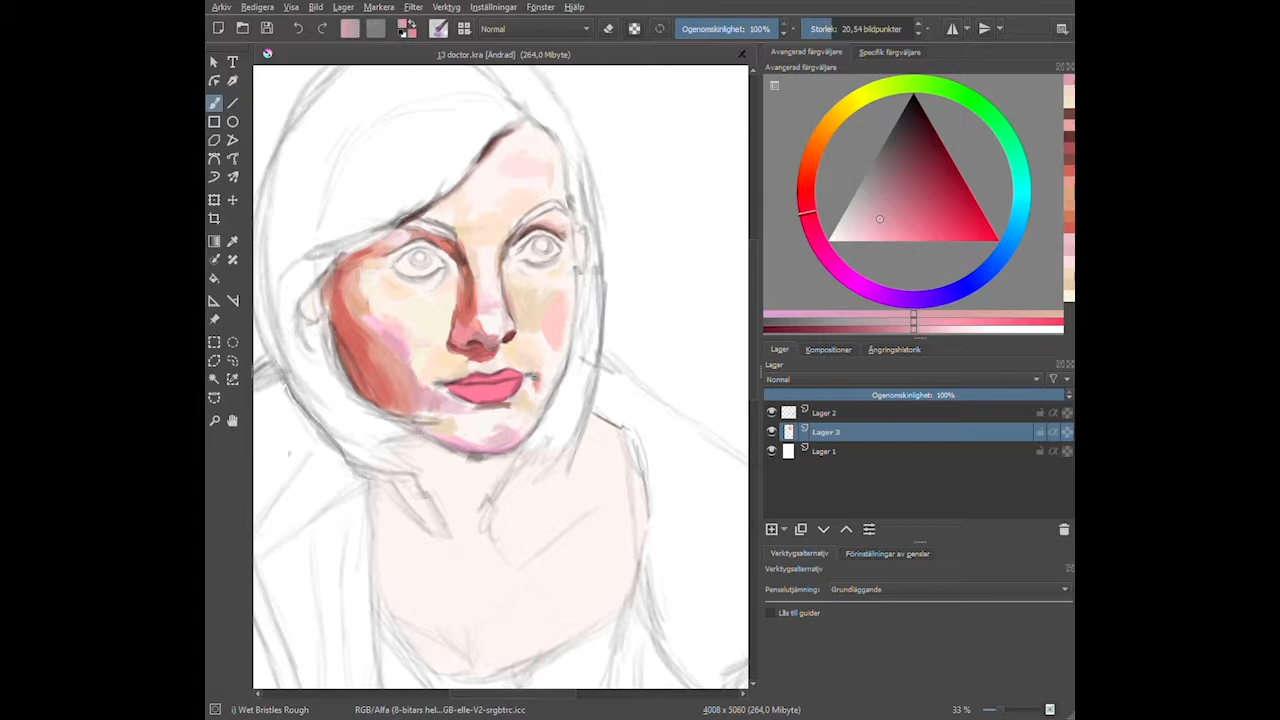 Arkiv Redigera Visa Bild Lager Markera Filter Verktyg Inställningar Fönster Hjälp
Normal
Ogenomskinlighet: 100%
Storlek: 20,54 bildpunkter
13 doctor.kra [Ändrad] (264,0 Mbyte)
Avancerad färgväljare
Specifik färgväljare
Avancerad färgväljare
Lager
Kompositioner
Ångringshistorik
Lager
Normal
Ogenomskinlighet: 100%
Lager 2
Lager 3
Lager 1
Verktygsalternativ
Förinställningar av penslar
Verktygsalternativ
Penselutjämning: Grundläggande
Lås till guider
i) Wet Bristles Rough
RGB/Alfa (8-bitars hel...GB-elle-V2-srgbtrc.icc
4008 x 5060 (264,0 Mbyte)
33 %